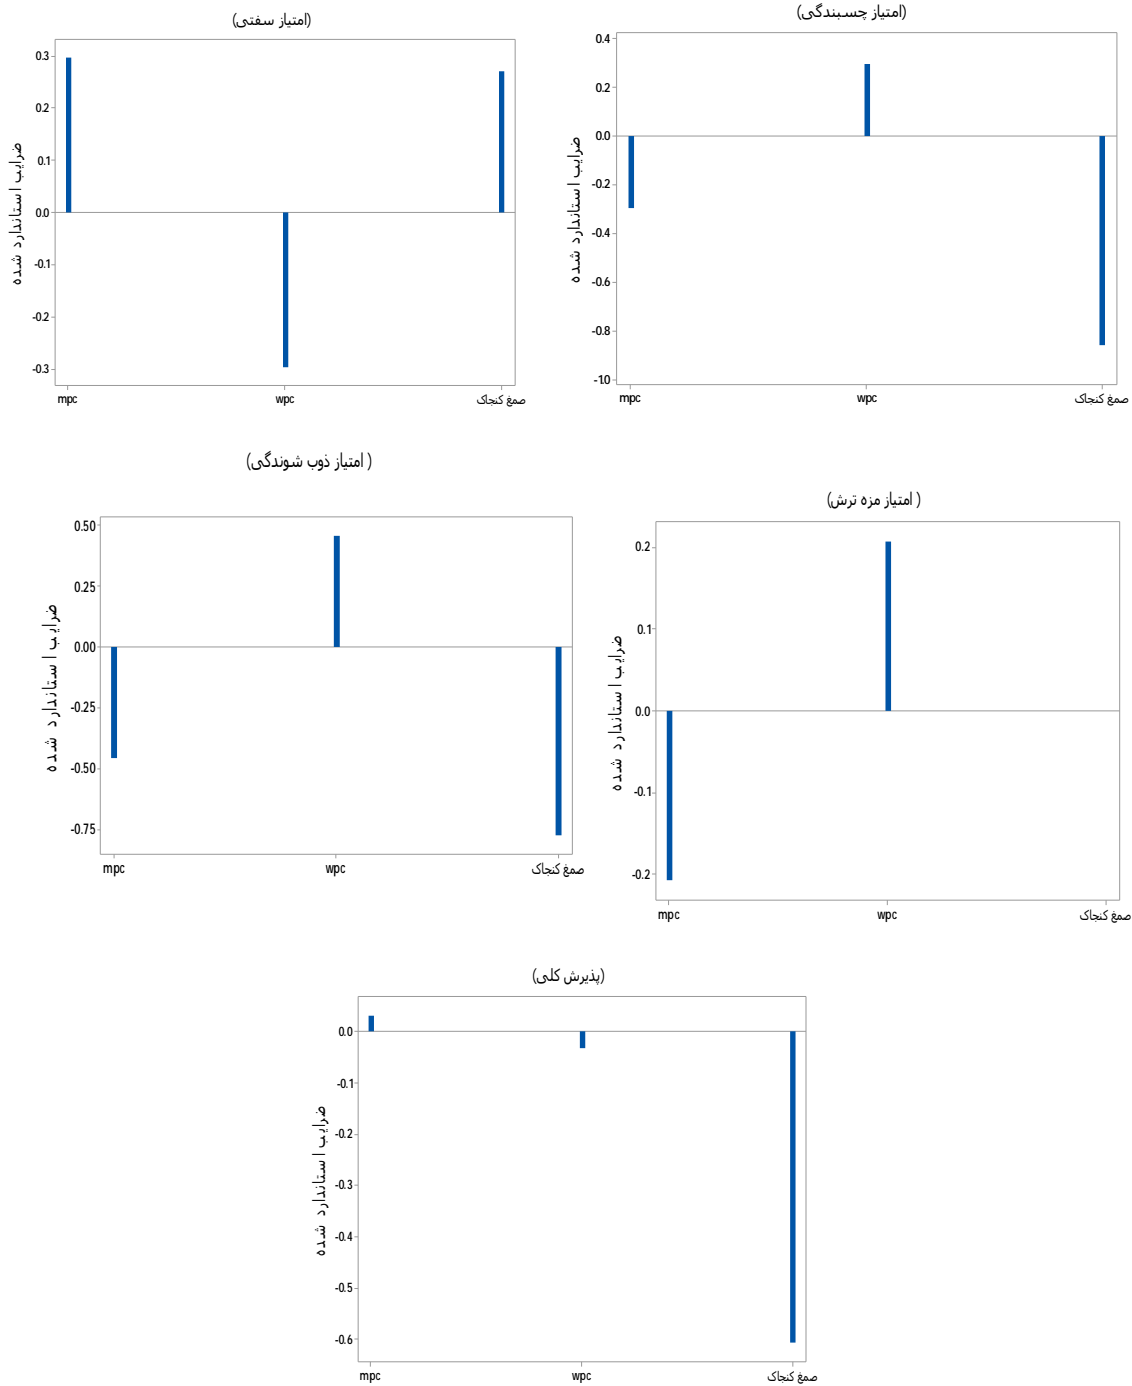 (امتیاز سفتی)
0.3
0.2
0.1
0.0
-0.1
-0.2
-0.3
ضرایب استاندارد شده
mpc wpc صمغ کنجاک
(امتیاز چسبندگی)
0.4
0.2
0.0
-0.2
-0.4
-0.6
-0.8
-1.0
ضرایب استاندارد شده
mpc wpc صمغ کنجاک
( امتیاز ذوب شوندگی)
0.50
0.25
0.00
-0.25
-0.50
-0.75
ضرایب استاندارد شده
mpc wpc صمغ کنجاک
( امتیاز مزه ترش)
0.2
0.1
0.0
-0.1
-0.2
ضرایب استاندارد شده
mpc wpc صمغ کنجاک
(پذیرش کلی)
0.0
-0.1
-0.2
-0.3
-0.4
-0.5
-0.6
ضرایب استاندارد شده
mpc wpc صمغ کنجاک